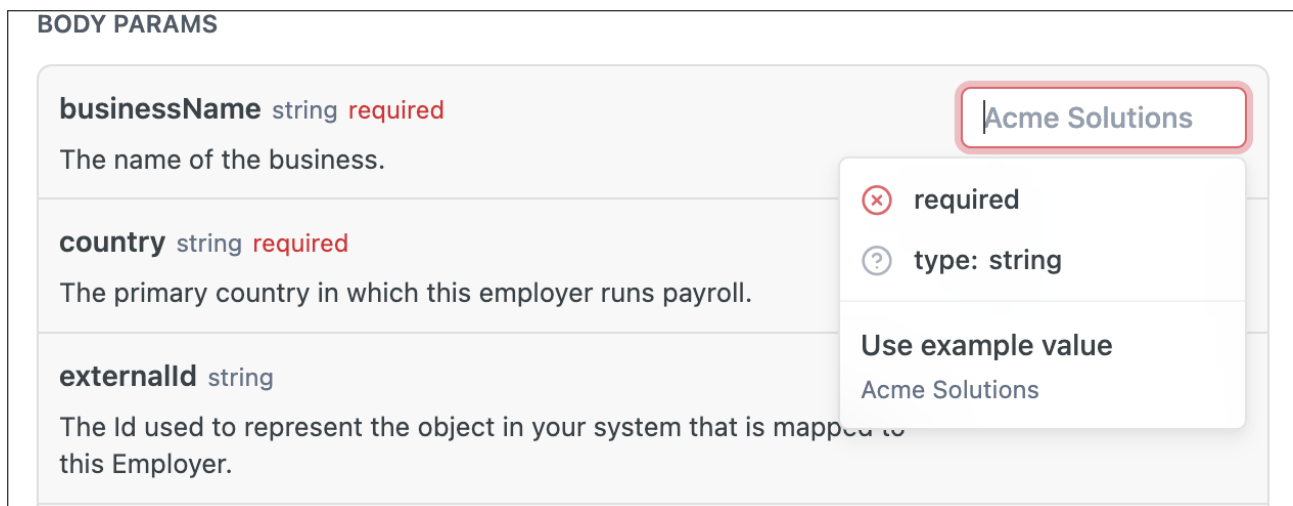 BODY PARAMS
businessName string required
Acme Solutions
The name of the business.
required
country string required
type: string
The primary country in which this employer runs payroll.
Use example value
externalId string
Acme Solutions
The Id used to represent the object in your system that is mapped to
this Employer.